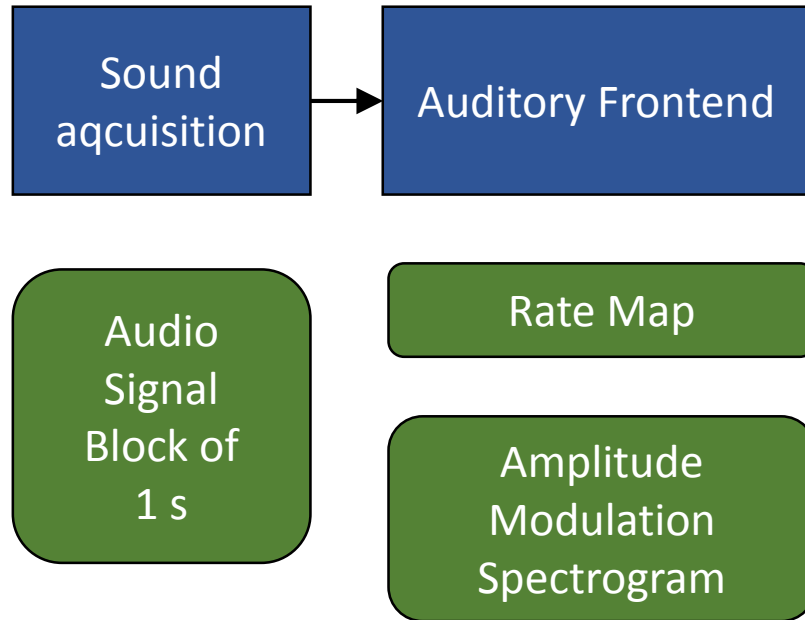 Sound
aqcuisition
Auditory Frontend
Audio
Signal
Block of
1 s
Rate Map
Amplitude
Modulation
Spectrogram